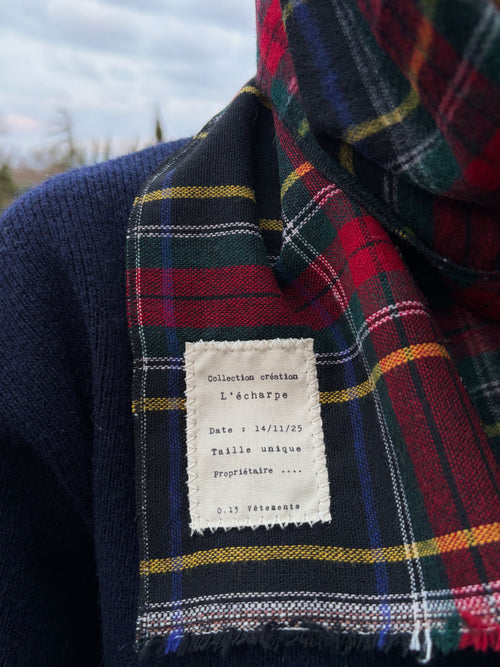 Collection création
L'écharpe
Date : 14/11/25
Taille unique
Propriétaire ....
0.13 Vêtements